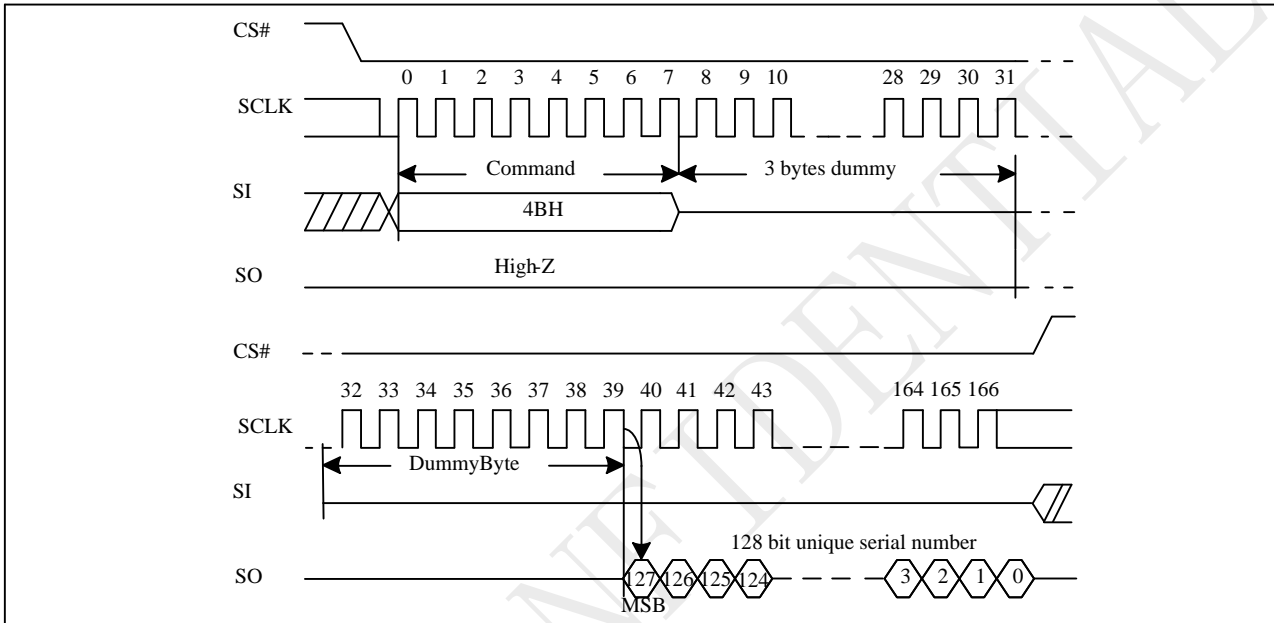 CS#
0 1 2 3 4 5 6 7 8 9 10 28 29 30 31
SCLK
Command 3 bytes dummy
SI
4BH
High-Z
SO
CS#
32 33 34 35 36 37 38 39 40 41 42 43 164 165 166
SCLK
DummyByte
SI
128 bit unique serial number
SO 127 126 125 124 3 2 1 0
MSB